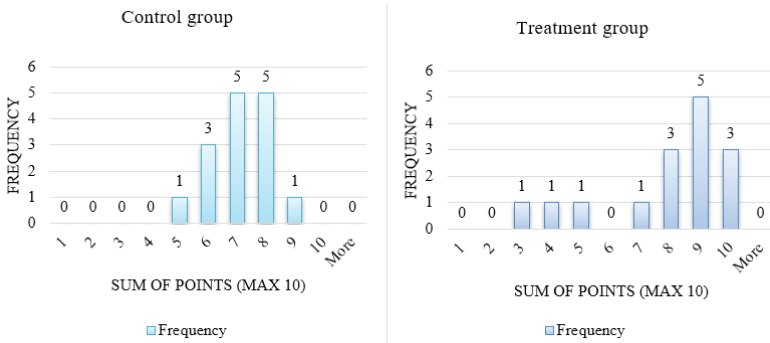 Control group
6
5
4
3
2
1
0
FREQUENCY
0 0 0 0 1 3 5 5 1 0 0
1 2 3 4 5 6 7 8 9 10 More
SUM OF POINTS (MAX 10)
Frequency
Treatment group
6
5
4
3
2
1
0
FREQUENCY
0 0 1 1 1 0 1 3 5 3 0
1 2 3 4 5 6 7 8 9 10 More
SUM OF POINTS (MAX 10)
Frequency